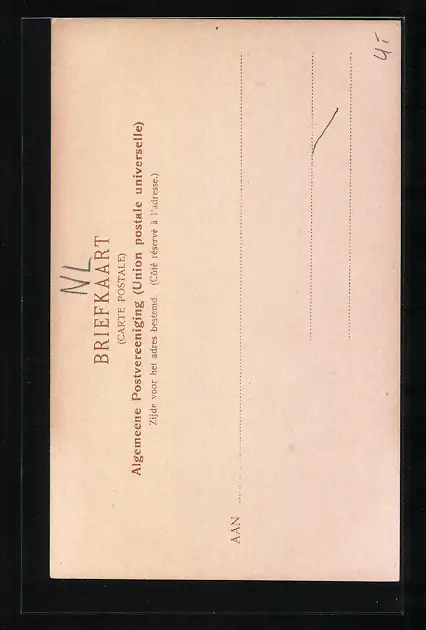 NL
BRIEFKAART
(CARTE POSTALE)
Algemeene Postvereeniging (Union postale universelle)
Zijde voor het adres bestemd. (Côté réservé à l'adresse.)
AAN
4.-